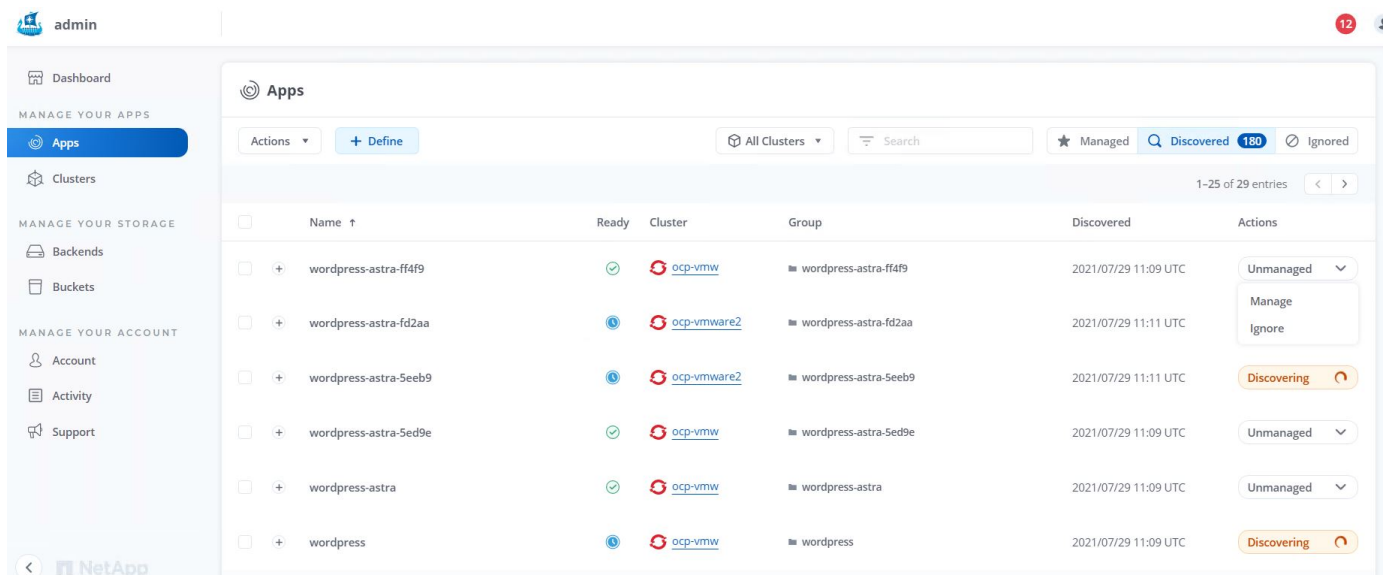 admin
12
Dashboard
MANAGE YOUR APPS
Apps
Clusters
MANAGE YOUR STORAGE
Backends
Buckets
MANAGE YOUR ACCOUNT
Account
Activity
Support
NetApp
Apps
Actions + Define All Clusters Search Managed Discovered 180 Ignored
1–25 of 29 entries < >
Name ↑ Ready Cluster Group Discovered Actions
+ wordpress-astra-ff4f9 ocp-vmw wordpress-astra-ff4f9 2021/07/29 11:09 UTC Unmanaged
Manage
Ignore
+ wordpress-astra-fd2aa ocp-vmware2 wordpress-astra-fd2aa 2021/07/29 11:11 UTC
+ wordpress-astra-5eeb9 ocp-vmware2 wordpress-astra-5eeb9 2021/07/29 11:11 UTC Discovering
+ wordpress-astra-5ed9e ocp-vmw wordpress-astra-5ed9e 2021/07/29 11:09 UTC Unmanaged
+ wordpress-astra ocp-vmw wordpress-astra 2021/07/29 11:09 UTC Unmanaged
+ wordpress ocp-vmw wordpress 2021/07/29 11:09 UTC Discovering